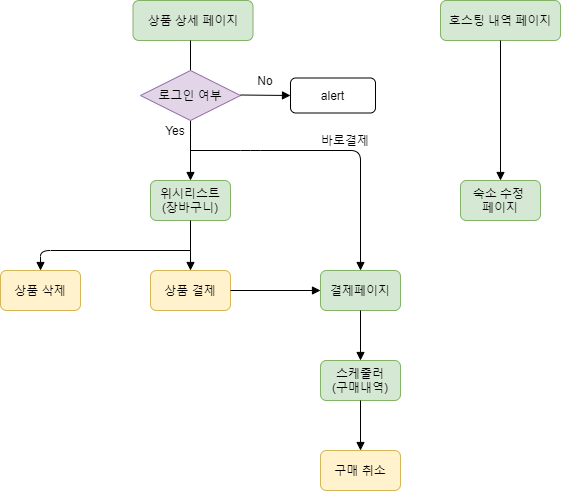 상품 상세 페이지
호스팅 내역 페이지
로그인 여부
No
alert
Yes
바로결제
위시리스트
(장바구니)
숙소 수정
페이지
상품 삭제
상품 결제
결제페이지
스케줄러
(구매내역)
구매 취소